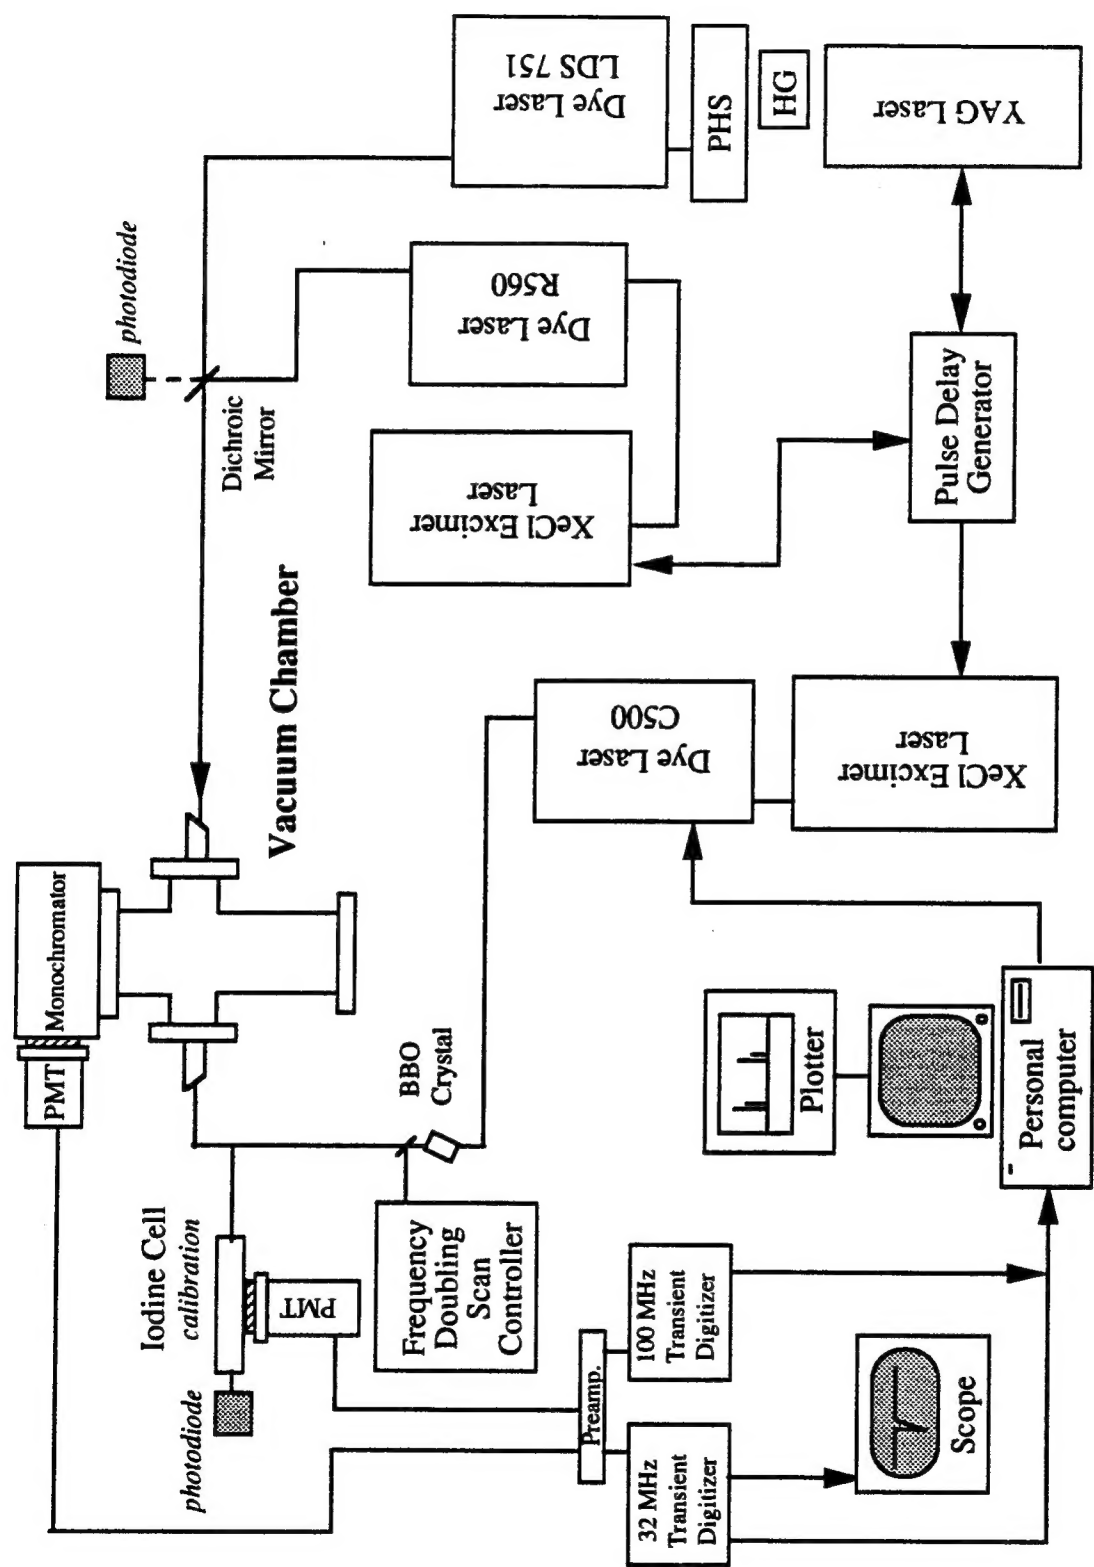 Monochromator
PMT
Vacuum Chamber
photodiode
Dichroic
Mirror
Dye Laser
LDS 751
PHS
HG
YAG Laser
Dye Laser
R560
XeCl Excimer
Laser
Pulse Delay
Generator
Iodine Cell
calibration
photodiode
PMT
BBO
Crystal
Frequency
Doubling
Scan
Controller
Dye Laser
C500
XeCl Excimer
Laser
Preamp.
32 MHz
Transient
Digitizer
100 MHz
Transient
Digitizer
Scope
Plotter
Personal
computer